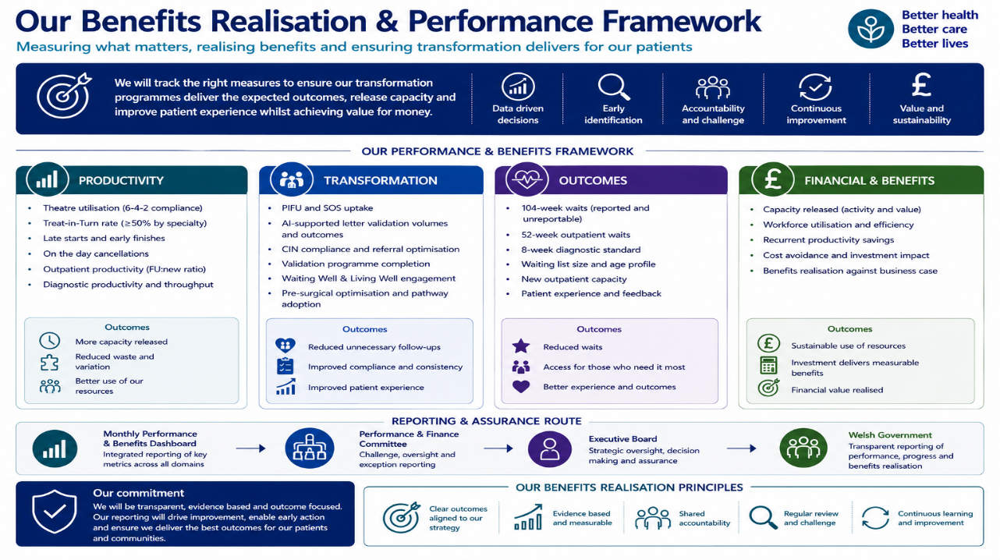 Our Benefits Realisation & Performance Framework
Measuring what matters, realising benefits and ensuring transformation delivers for our patients
Better health
Better care
Better lives
We will track the right measures to ensure our transformation
programmes deliver the expected outcomes, release capacity and
improve patient experience whilst achieving value for money.
Data driven
decisions
Early
identification
Accountability
and challenge
Continuous
improvement
£
Value and
sustainability
OUR PERFORMANCE & BENEFITS FRAMEWORK
PRODUCTIVITY
• Theatre utilisation (6-4-2 compliance)
• Treat-in-Turn rate (≥50% by specialty)
• Late starts and early finishes
• On the day cancellations
• Outpatient productivity (FU:new ratio)
• Diagnostic productivity and throughput
Outcomes
More capacity released
Reduced waste and
variation
Better use of our
resources
TRANSFORMATION
• PIFU and SOS uptake
• AI-supported letter validation volumes
and outcomes
• CIN compliance and referral optimisation
• Validation programme completion
• Waiting Well & Living Well engagement
• Pre-surgical optimisation and pathway
adoption
Outcomes
Reduced unnecessary follow-ups
Improved compliance and consistency
Improved patient experience
OUTCOMES
• 104-week waits (reported and
unreportable)
• 52-week outpatient waits
• 8-week diagnostic standard
• Waiting list size and age profile
• New outpatient capacity
• Patient experience and feedback
Outcomes
Reduced waits
Access for those who need it most
Better experience and outcomes
£
FINANCIAL & BENEFITS
• Capacity released (activity and value)
• Workforce utilisation and efficiency
• Recurrent productivity savings
• Cost avoidance and investment impact
• Benefits realisation against business case
Outcomes
£
Sustainable use of resources
Investment delivers measurable
benefits
Financial value realised
REPORTING & ASSURANCE ROUTE
Monthly Performance
& Benefits Dashboard
Integrated reporting of key
metrics across all domains
Performance & Finance
Committee
Challenge, oversight and
exception reporting
Executive Board
Strategic oversight, decision
making and assurance
Welsh Government
Transparent reporting of
performance, progress and
benefits realisation
Our commitment
We will be transparent, evidence based and outcome focused.
Our reporting will drive improvement, enable early action
and ensure we deliver the best outcomes for our patients
and communities.
OUR BENEFITS REALISATION PRINCIPLES
Clear outcomes
aligned to our
strategy
Evidence based
and measurable
Shared
accountability
Regular review
and challenge
Continuous learning
and improvement